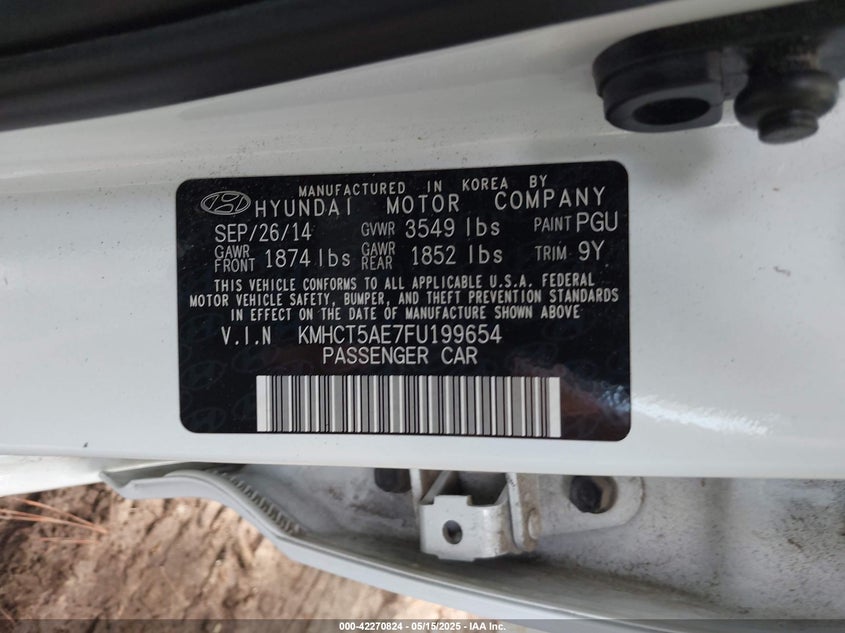 MANUFACTURED IN KOREA BY
HYUNDAI MOTOR COMPANY
SEP/26/14 GVWR 3549 lbs PAINT PGU
GAWR FRONT 1874 lbs GAWR REAR 1852 lbs TRIM 9Y
THIS VEHICLE CONFORMS TO ALL APPLICABLE U.S.A. FEDERAL
MOTOR VEHICLE SAFETY, BUMPER, AND THEFT PREVENTION STANDARDS
IN EFFECT ON THE DATE OF MANUFACTURE SHOWN ABOVE
V.I.N KMHCT5AE7FU199654
PASSENGER CAR
000-42270824 - 05/15/2025 - IAA Inc.